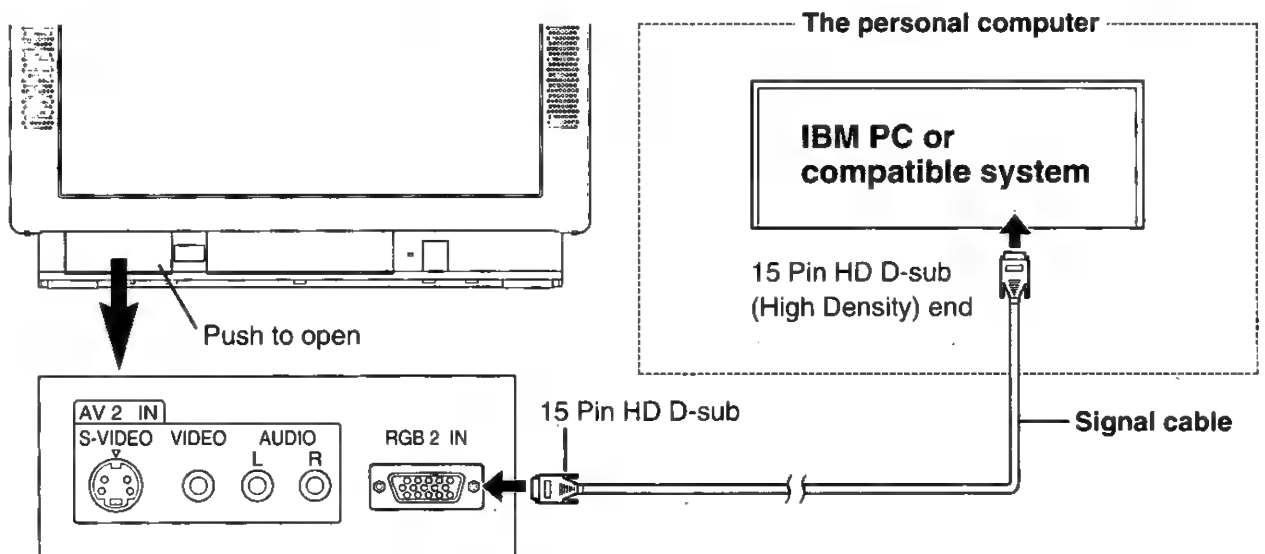 The personal computer
IBM PC or
compatible system
15 Pin HD D-sub
(High Density) end
Push to open
AV 2 IN
S-VIDEO VIDEO AUDIO
L R
RGB 2 IN
15 Pin HD D-sub
Signal cable